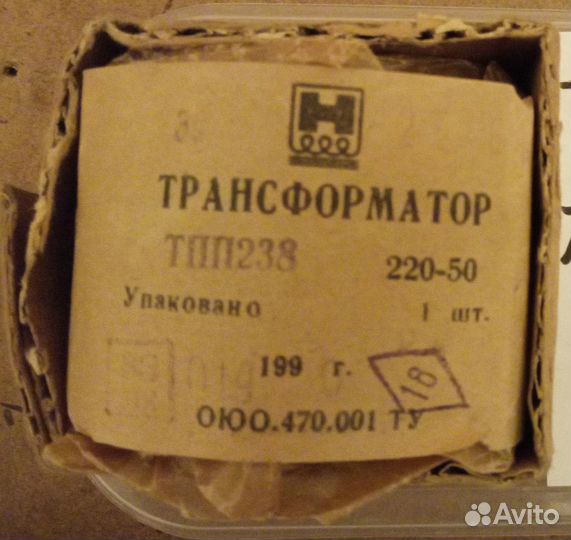 ТРАНСФОРМАТОР
ТПП238
220-50
Упаковано 1 шт.
199 г.
18
ОЮО.470.001 ТУ
Avito